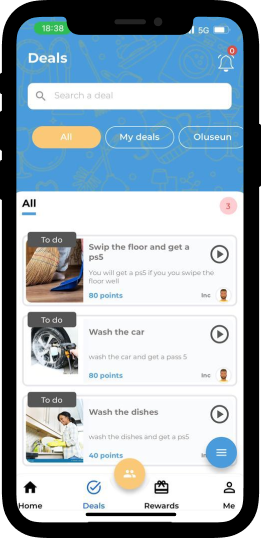 18:38
5G
Deals
0
Search a deal
All
My deals
Oluseun
All
3
To do
Swip the floor and get a
ps5
You will get a ps5 if you you swipe the
floor well
80 points
Inc
To do
Wash the car
wash the car and get a pass 5
80 points
Inc
To do
Wash the dishes
wash the dishes and get a ps5
40 points
Home
Deals
Rewards
Me